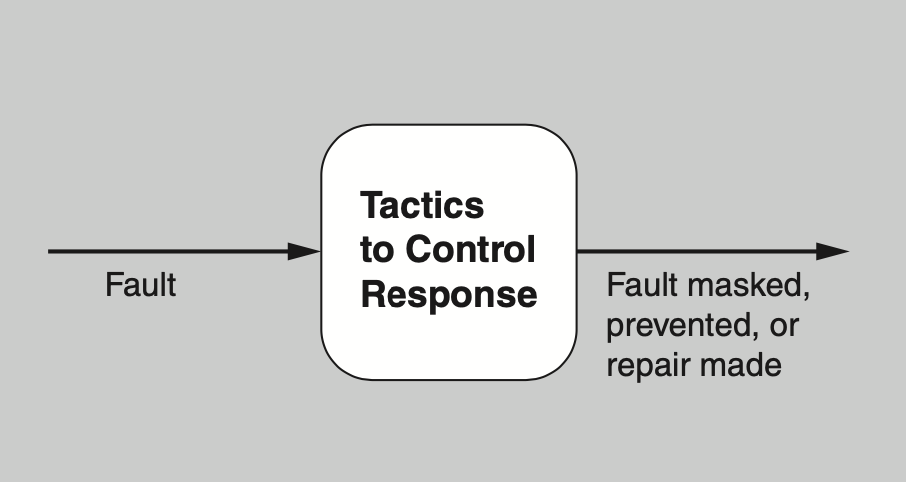 Fault
Tactics
to Control
Response
Fault masked,
prevented, or
repair made